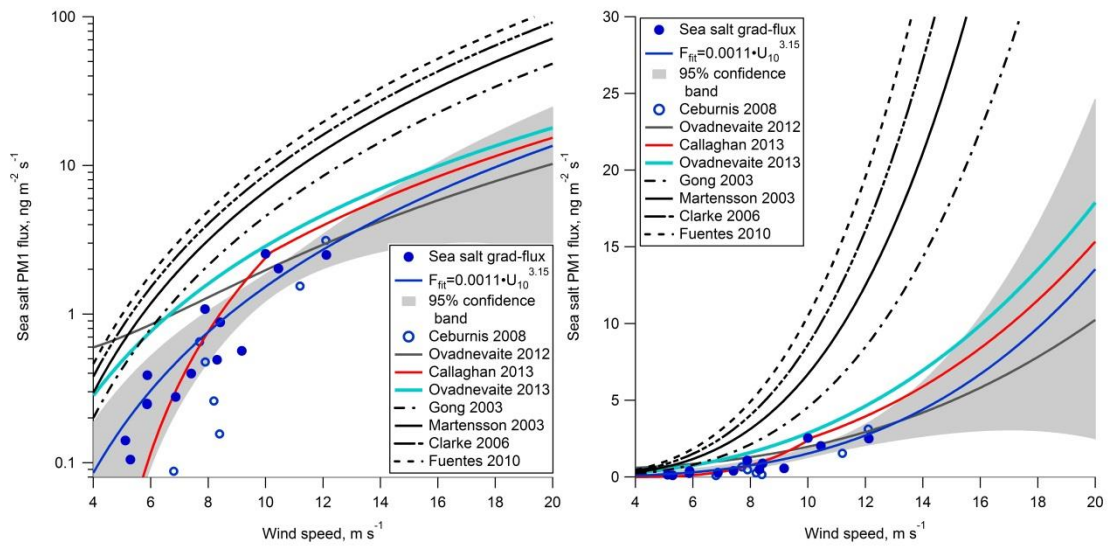 100
10
1
0.1
Sea salt PM1 flux, ng m-2 s-1
4 6 8 10 12 14 16 18 20
Wind speed, m s-1
Sea salt grad-flux
Ffit=0.0011•U10 3.15
95% confidence
band
Ceburnis 2008
Ovadnevaite 2012
Callaghan 2013
Ovadnevaite 2013
Gong 2003
Martensson 2003
Clarke 2006
Fuentes 2010
30
25
20
15
10
5
0
Sea salt PM1 flux, ng m-2 s-1
4 6 8 10 12 14 16 18 20
Wind speed, m s-1
Sea salt grad-flux
Ffit=0.0011•U10 3.15
95% confidence
band
Ceburnis 2008
Ovadnevaite 2012
Callaghan 2013
Ovadnevaite 2013
Gong 2003
Martensson 2003
Clarke 2006
Fuentes 2010